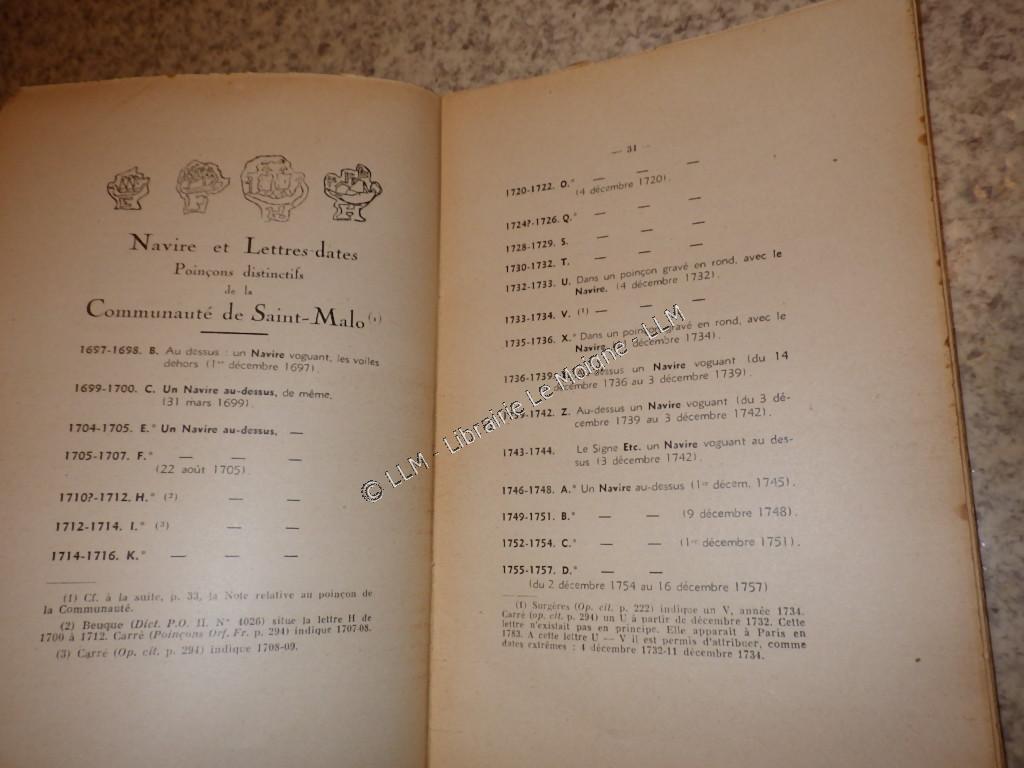 Navire et Lettres-dates
Poinçons distinctifs
de la
Communauté de Saint-Malo (1)
1697-1698. B. Au dessus : un Navire voguant, les voiles
dehors (1er décembre 1697).
1699-1700. C. Un Navire au-dessus, de même,
(31 mars 1699).
1704-1705. E.* Un Navire au-dessus, —
1705-1707. F.* — — —
(22 août 1705).
1710?-1712. H.* (2) — —
1712-1714. I.* (3) — —
1714-1716. K.* — — —
(1) Cf. à la suite, p. 33, la Note relative au poinçon de
la Communauté.
(2) Beuque (Dict. P.O. II. N° 4026) situe la lettre H de
1700 à 1712. Carré (Poinçons Orf. Fr. p. 294) indique 1707-08.
(3) Carré (Op. cit. p. 294) indique 1708-09.
— 31 —
1720-1722. O.* — — —
(4 décembre 1720).
1724?-1726. Q.* — — —
1728-1729. S. — — —
1730-1732. T. — — —
1732-1733. U. Dans un poinçon gravé en rond, avec le
Navire. (4 décembre 1732).
1733-1734. V. (1) — — —
1735-1736. X.* Dans un poinçon gravé en rond, avec le
Navire décembre 1734).
1736-1739. dessus un Navire voguant (du 14
décembre 1736 au 3 décembre 1739).
1742. Z. Au-dessus un Navire voguant (du 3 dé-
cembre 1739 au 3 décembre 1742).
1743-1744. Le Signe Etc. un Navire voguant au des-
sus (3 décembre 1742).
1746-1748. A.* Un Navire au-dessus (1er décem. 1745).
1749-1751. B.* — — (9 décembre 1748).
1752-1754. C.* — — (1er décembre 1751).
1755-1757. D.* — —
(du 2 décembre 1754 au 16 décembre 1757)
(1) Surgères (Op. cit. p. 222) indique un V, année 1734.
Carré (op. cit. p. 294) un U à partir de décembre 1732. Cette
lettre n'existait pas en principe. Elle apparaît à Paris en
1783. A cette lettre U — V il est permis d'attribuer, comme
dates extrêmes : 4 décembre 1732-11 décembre 1734.
© LLM - Librairie Le Moigne - LLM